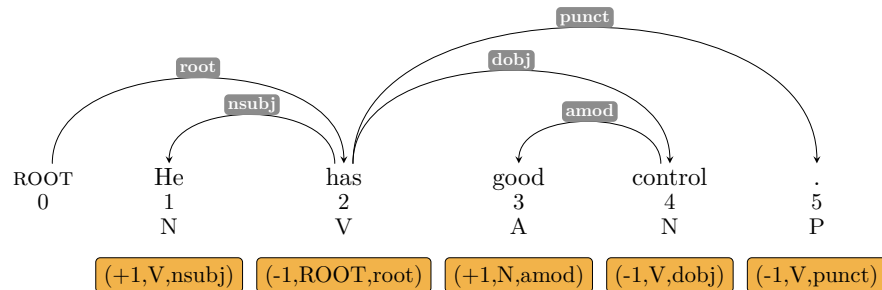 punct
root
dobj
nsubj
amod
ROOT He has good control .
0 1 2 3 4 5
N V A N P
(+1,V,nsubj) (-1,ROOT,root) (+1,N,amod) (-1,V,dobj) (-1,V,punct)